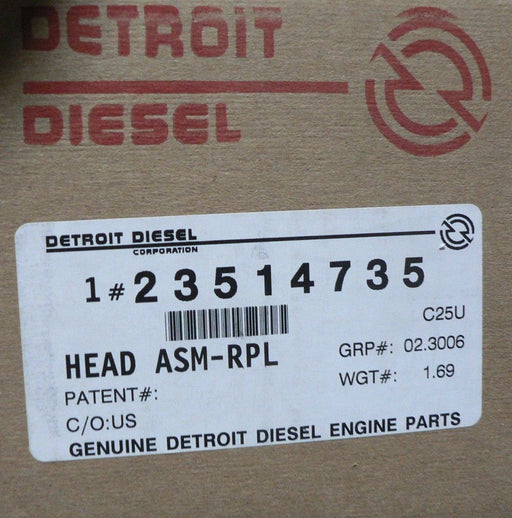 DETROIT
DIESEL
DETROIT DIESEL
CORPORATION
1#23514735
C25U
HEAD ASM-RPL
GRP#: 02.3006
PATENT#:
WGT#: 1.69
C/O:US
GENUINE DETROIT DIESEL ENGINE PARTS